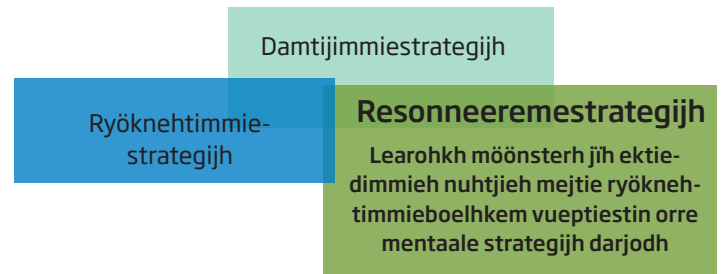 Damtijimmiestrategijh
Ryöknehtimmie-
strategijh
Resonneeremestrategijh
Learohkh möönsterh jïh ektie-
dimmieh nuhtjieh mejtie ryökneh-
timmieboelhkem vueptiestin orre
mentaale strategijh darjodh